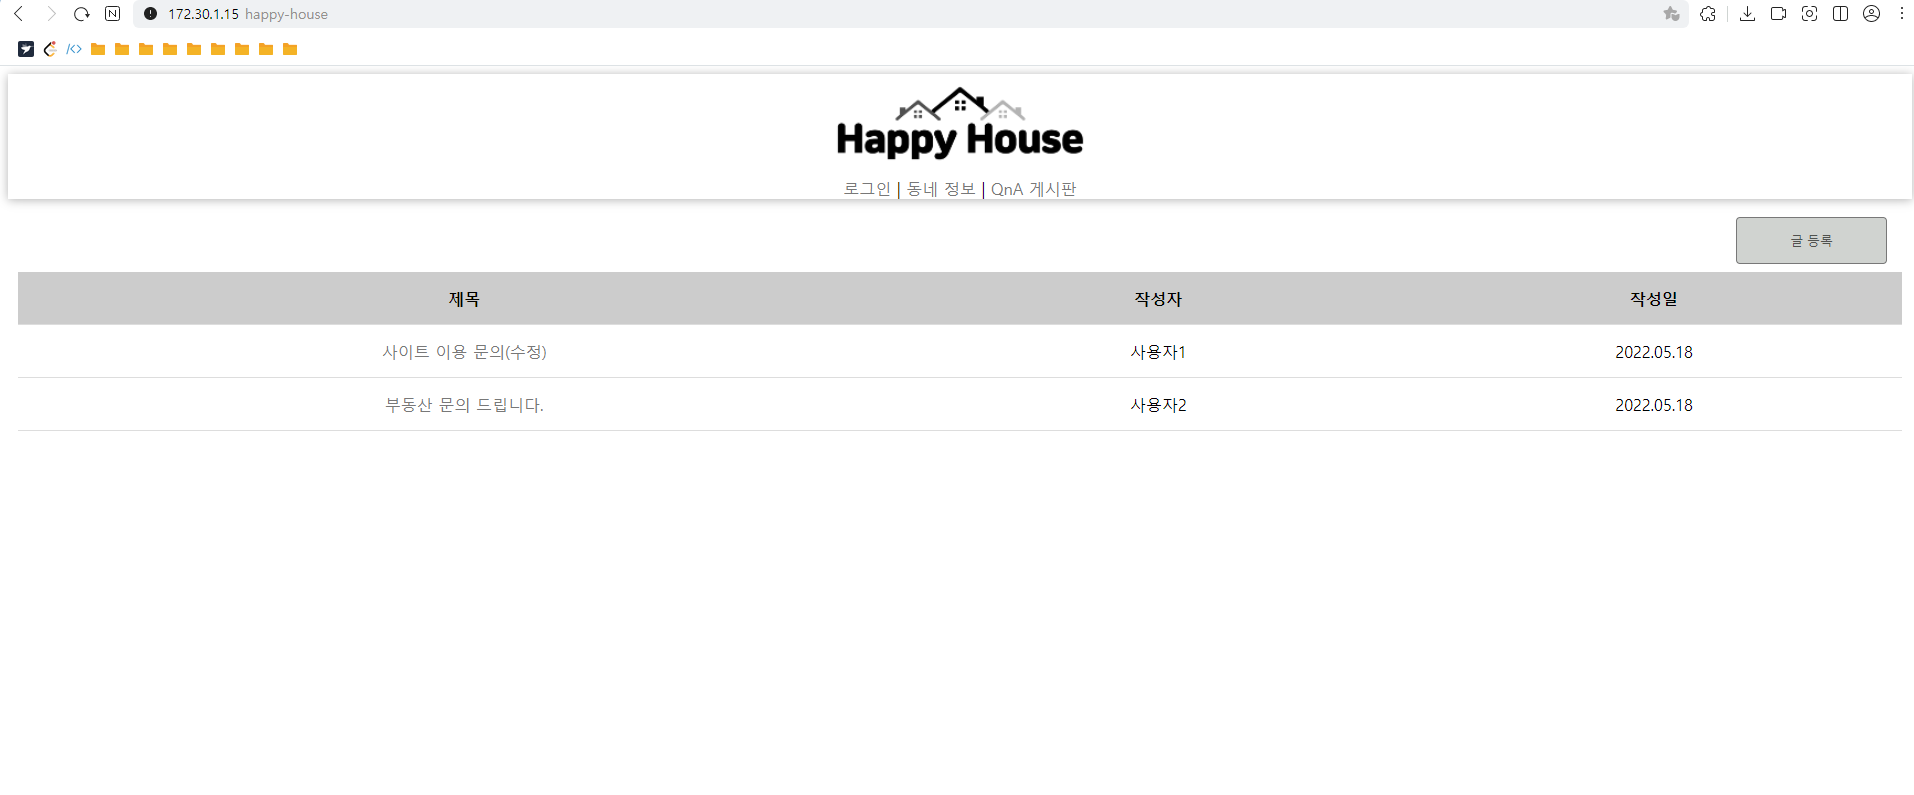 172.30.1.15 happy-house
Happy House
로그인 | 동네 정보 | QnA 게시판
글 등록
제목 작성자 작성일
사이트 이용 문의(수정) 사용자1 2022.05.18
부동산 문의 드립니다. 사용자2 2022.05.18